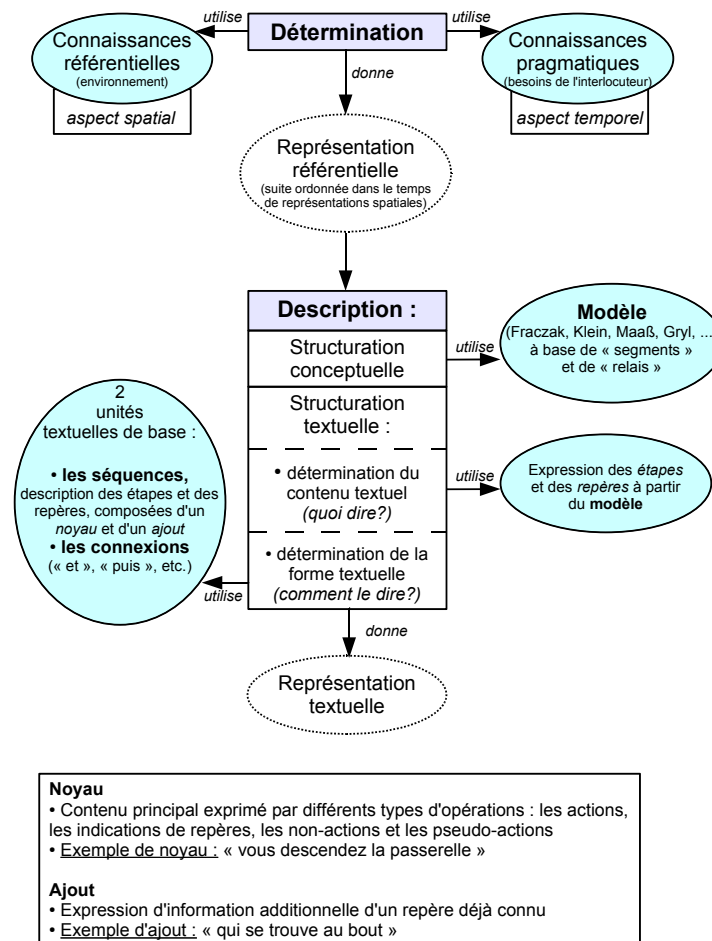 utilise
Détermination
utilise
Connaissances
référentielles
(environnement)
aspect spatial
Connaissances
pragmatiques
(besoins de l'interlocuteur)
aspect temporel
donne
Représentation
référentielle
(suite ordonnée dans le temps
de représentations spatiales)
Description :
Structuration
conceptuelle
utilise
Modèle
(Fraczak, Klein, Maaß, Gryl, ...
à base de « segments »
et de « relais »
Structuration
textuelle :
• détermination du
contenu textuel
(quoi dire?)
utilise
Expression des étapes
et des repères à partir
du modèle
• détermination de la
forme textuelle
(comment le dire?)
utilise
2
unités
textuelles de base :
• les séquences,
description des étapes et des
repères, composées d'un
noyau et d'un ajout
• les connexions
(« et », « puis », etc.)
donne
Représentation
textuelle
Noyau
• Contenu principal exprimé par différents types d'opérations : les actions,
les indications de repères, les non-actions et les pseudo-actions
• Exemple de noyau : « vous descendez la passerelle »
Ajout
• Expression d'information additionnelle d'un repère déjà connu
• Exemple d'ajout : « qui se trouve au bout »